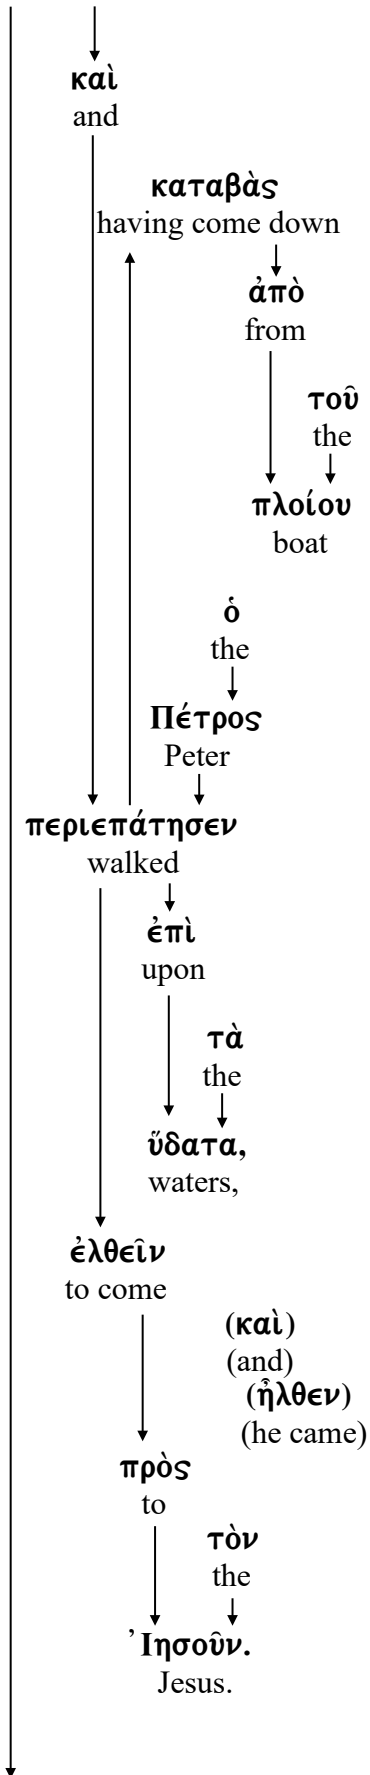 καὶ
and
καταβὰς
having come down
ἀπὸ
from
τοῦ
the
πλοίου
boat
ὁ
the
Πέτρος
Peter
περιεπάτησεν
walked
ἐπὶ
upon
τὰ
the
ὕδατα,
waters,
ἐλθεῖν
to come
(καὶ)
(and)
(ἦλθεν)
(he came)
πρὸς
to
τὸν
the
Ἰησοῦν.
Jesus.